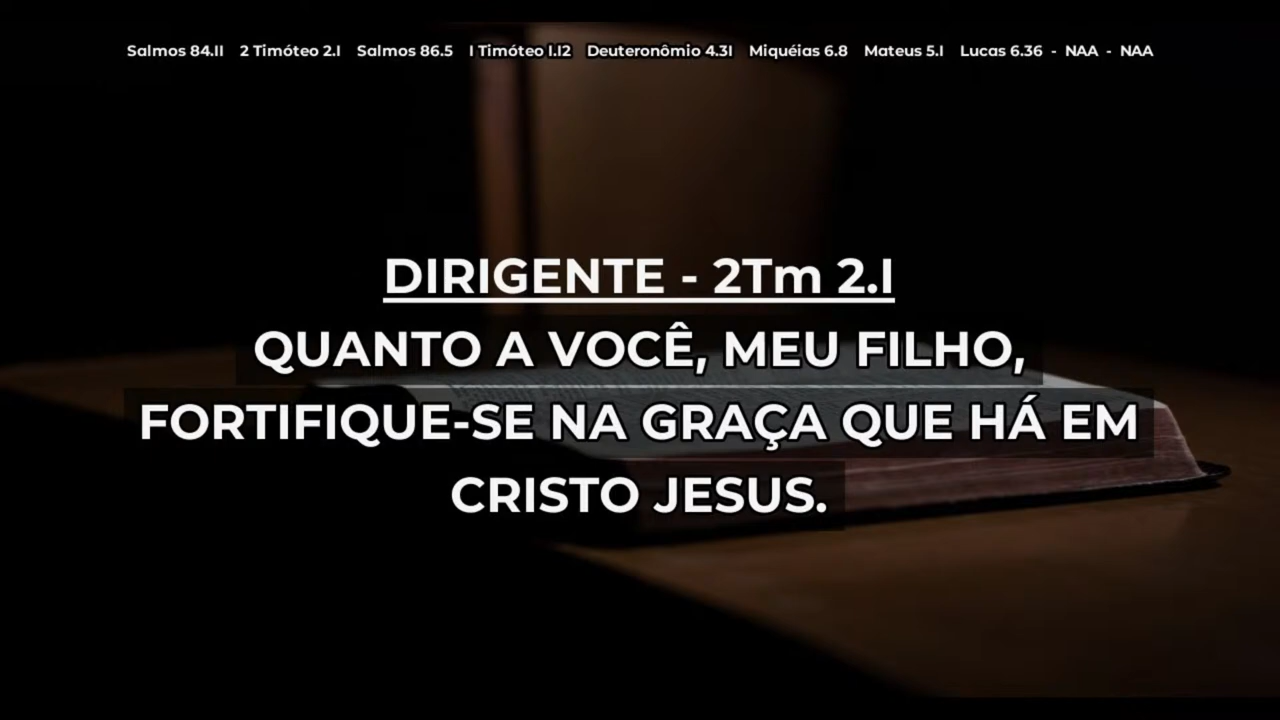 Salmos 84.11 2 Timóteo 2.1 Salmos 86.5 1 Timóteo 1.12 Deuteronômio 4.31 Miquéias 6.8 Mateus 5.1 Lucas 6.36 - NAA - NAA
DIRIGENTE - 2Tm 2.1
QUANTO A VOCÊ, MEU FILHO,
FORTIFIQUE-SE NA GRAÇA QUE HÁ EM
CRISTO JESUS.